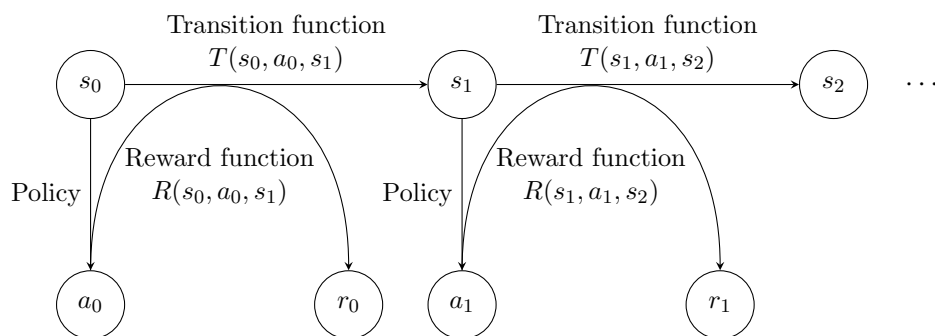 Transition function Transition function
T(s₀, a₀, s₁) T(s₁, a₁, s₂)
s₀ s₁ s₂ ⋯
Reward function Reward function
Policy R(s₀, a₀, s₁) Policy R(s₁, a₁, s₂)
a₀ r₀ a₁ r₁